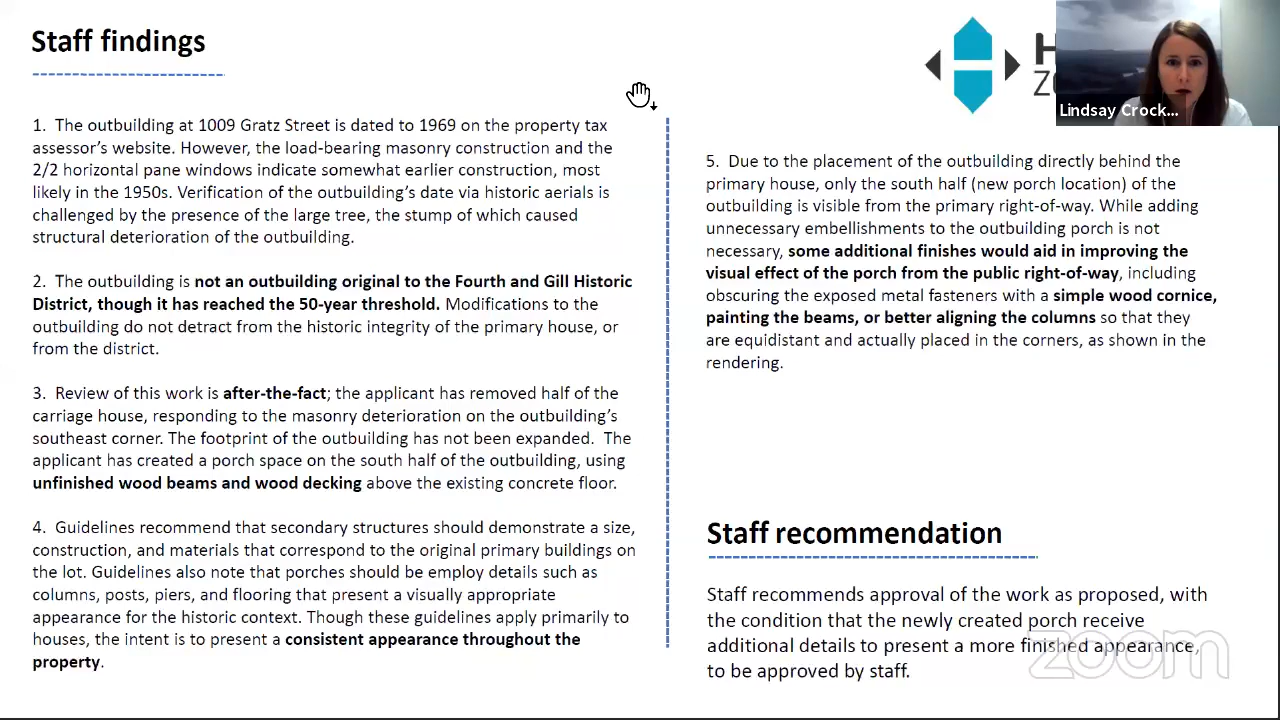 Staff findings
1. The outbuilding at 1009 Gratz Street is dated to 1969 on the property tax
assessor's website. However, the load-bearing masonry construction and the
2/2 horizontal pane windows indicate somewhat earlier construction, most
likely in the 1950s. Verification of the outbuilding's date via historic aerials is
challenged by the presence of the large tree, the stump of which caused
structural deterioration of the outbuilding.
2. The outbuilding is not an outbuilding original to the Fourth and Gill Historic
District, though it has reached the 50-year threshold. Modifications to the
outbuilding do not detract from the historic integrity of the primary house, or
from the district.
3. Review of this work is after-the-fact; the applicant has removed half of the
carriage house, responding to the masonry deterioration on the outbuilding's
southeast corner. The footprint of the outbuilding has not been expanded. The
applicant has created a porch space on the south half of the outbuilding, using
unfinished wood beams and wood decking above the existing concrete floor.
4. Guidelines recommend that secondary structures should demonstrate a size,
construction, and materials that correspond to the original primary buildings on
the lot. Guidelines also note that porches should be employ details such as
columns, posts, piers, and flooring that present a visually appropriate
appearance for the historic context. Though these guidelines apply primarily to
houses, the intent is to present a consistent appearance throughout the
property.
Lindsay Crock...
5. Due to the placement of the outbuilding directly behind the
primary house, only the south half (new porch location) of the
outbuilding is visible from the primary right-of-way. While adding
unnecessary embellishments to the outbuilding porch is not
necessary, some additional finishes would aid in improving the
visual effect of the porch from the public right-of-way, including
obscuring the exposed metal fasteners with a simple wood cornice,
painting the beams, or better aligning the columns so that they
are equidistant and actually placed in the corners, as shown in the
rendering.
Staff recommendation
Staff recommends approval of the work as proposed, with
the condition that the newly created porch receive
additional details to present a more finished appearance,
to be approved by staff.
zoom